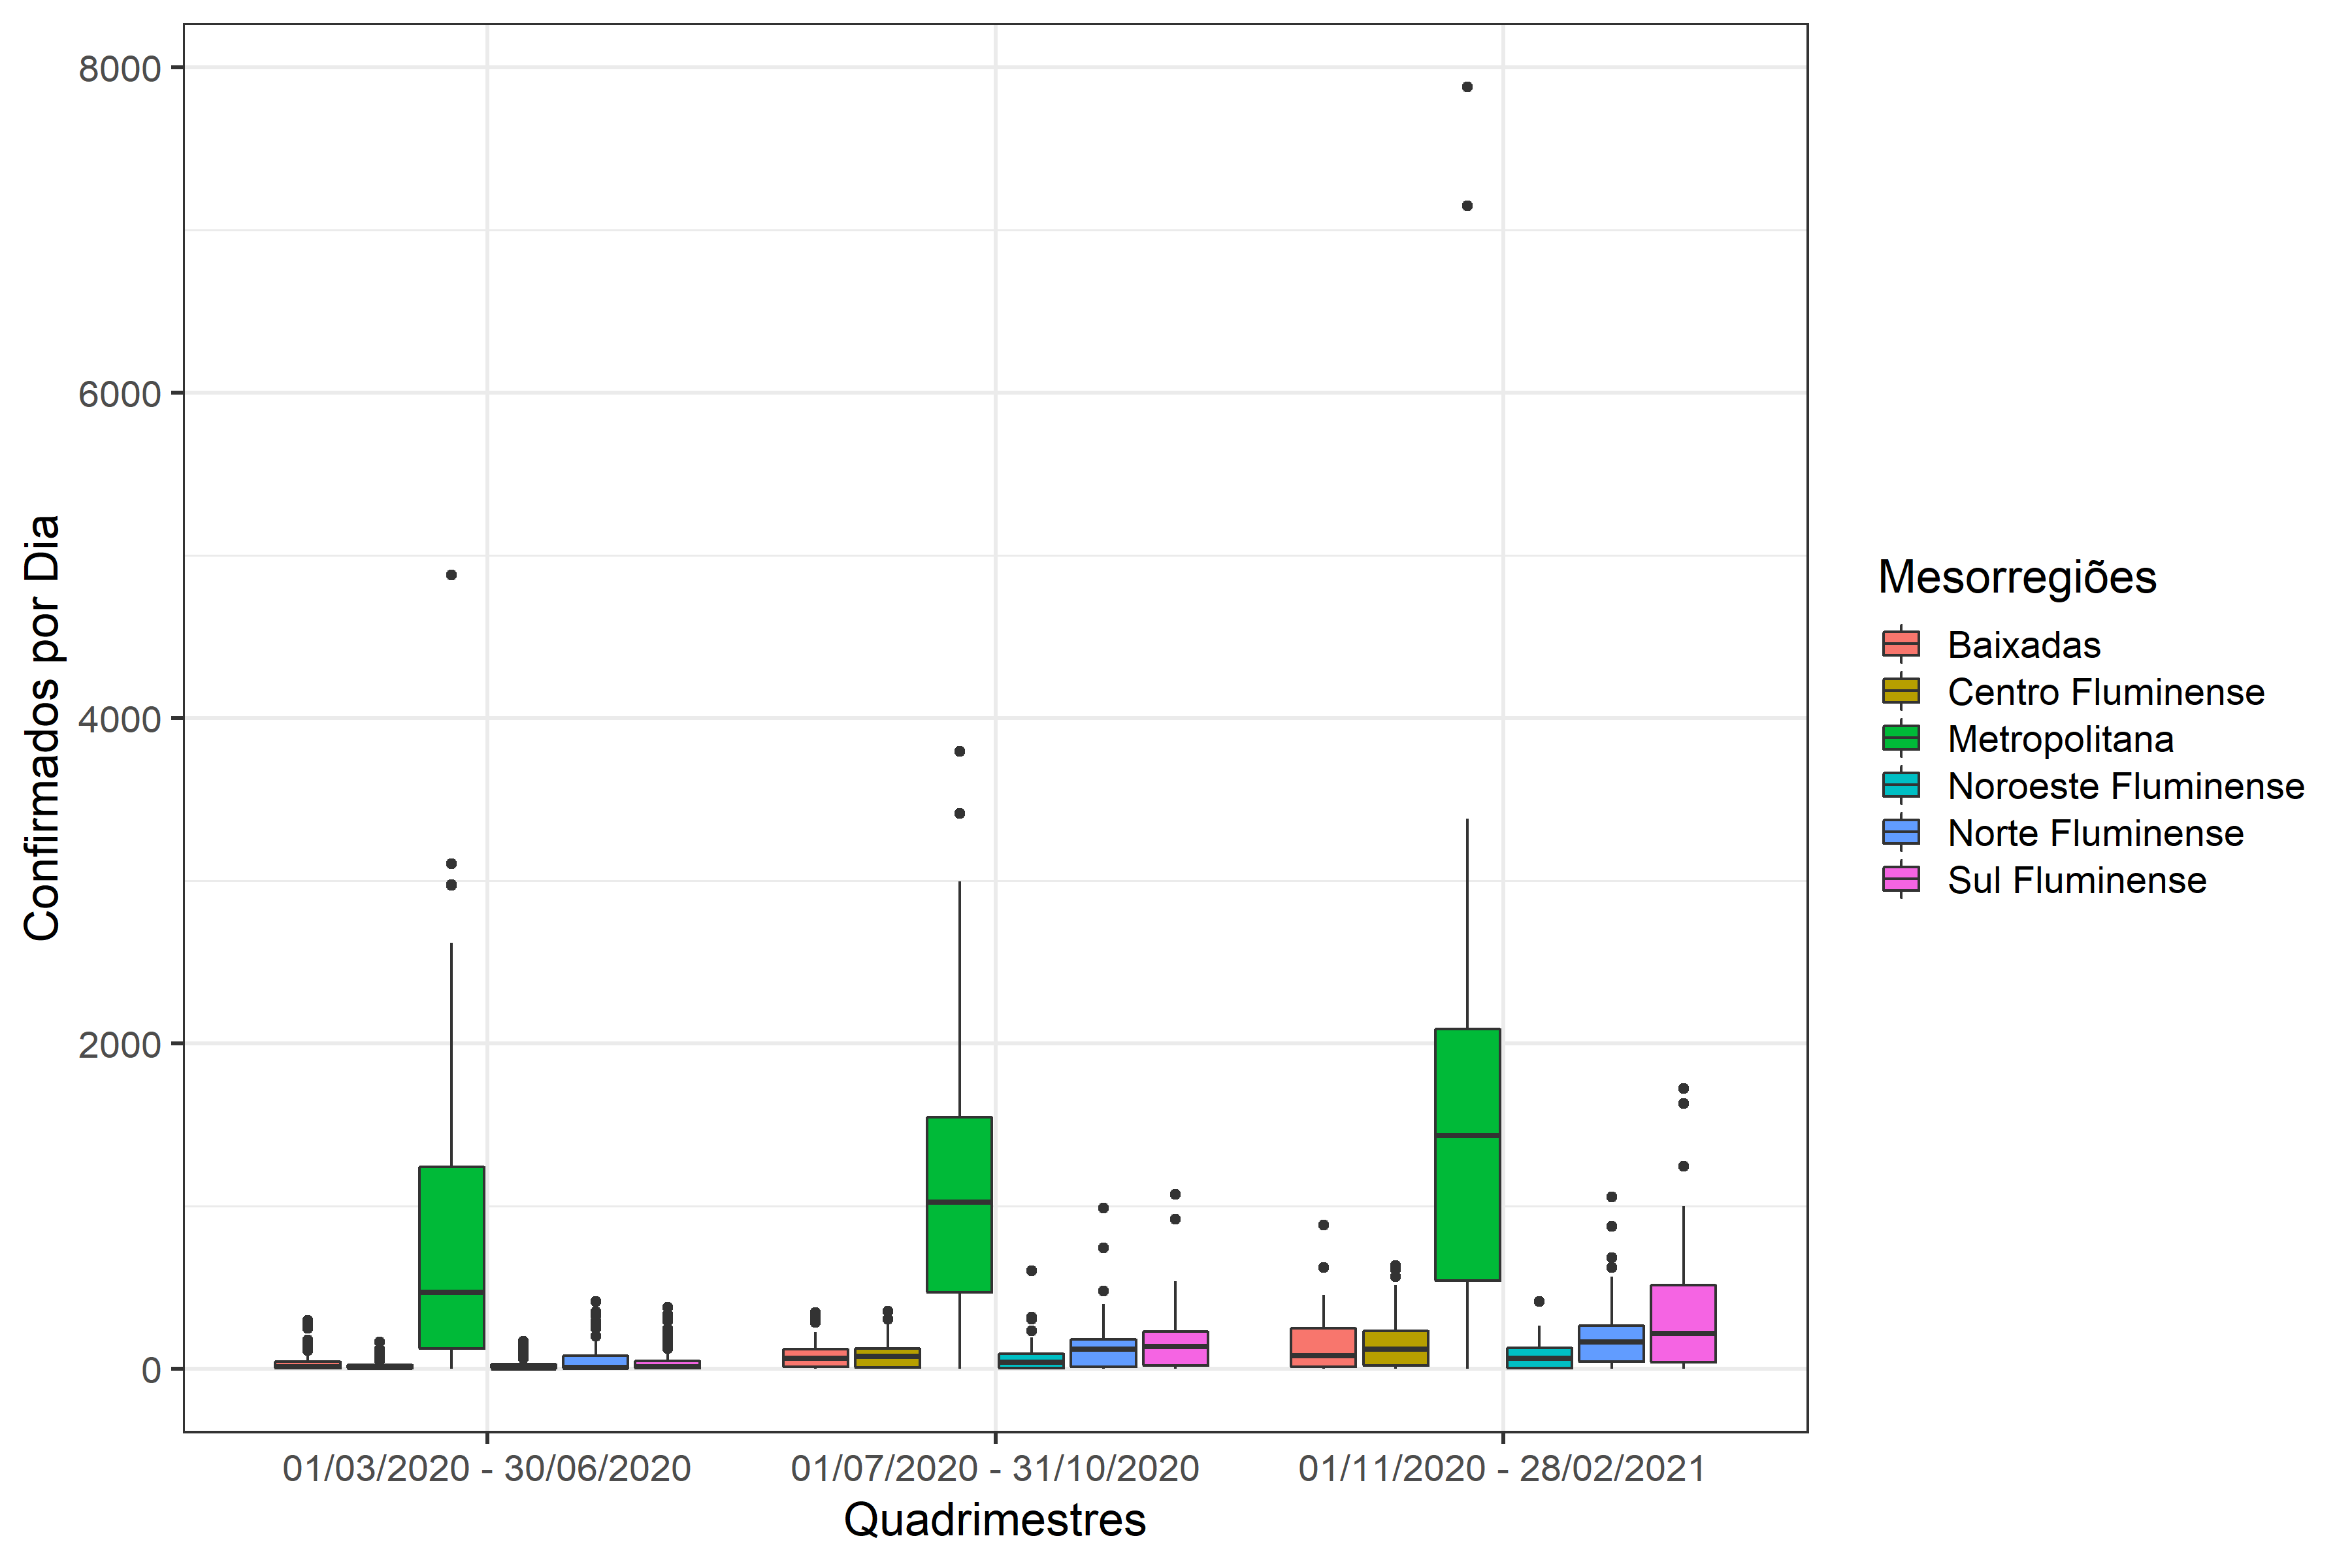 Confirmados por Dia
8000
6000
4000
2000
0
01/03/2020 - 30/06/2020
01/07/2020 - 31/10/2020
01/11/2020 - 28/02/2021
Quadrimestres
Mesorregiões
Baixadas
Centro Fluminense
Metropolitana
Noroeste Fluminense
Norte Fluminense
Sul Fluminense